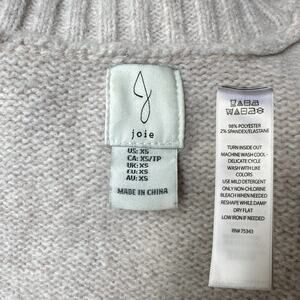 joie
US: XS
CA: XS/TP
UK: XS
EU: XS
AU: XS
MADE IN CHINA
98% POLYESTER
2% SPANDEX/ELASTANE
TURN INSIDE OUT
MACHINE WASH COOL -
DELICATE CYCLE
WASH WITH LIKE
COLORS
USE MILD DETERGENT
ONLY NON-CHLORINE
BLEACH WHEN NEEDED
RESHAPE WHILE DAMP
DRY FLAT
LOW IRON IF NEEDED
RN# 75343